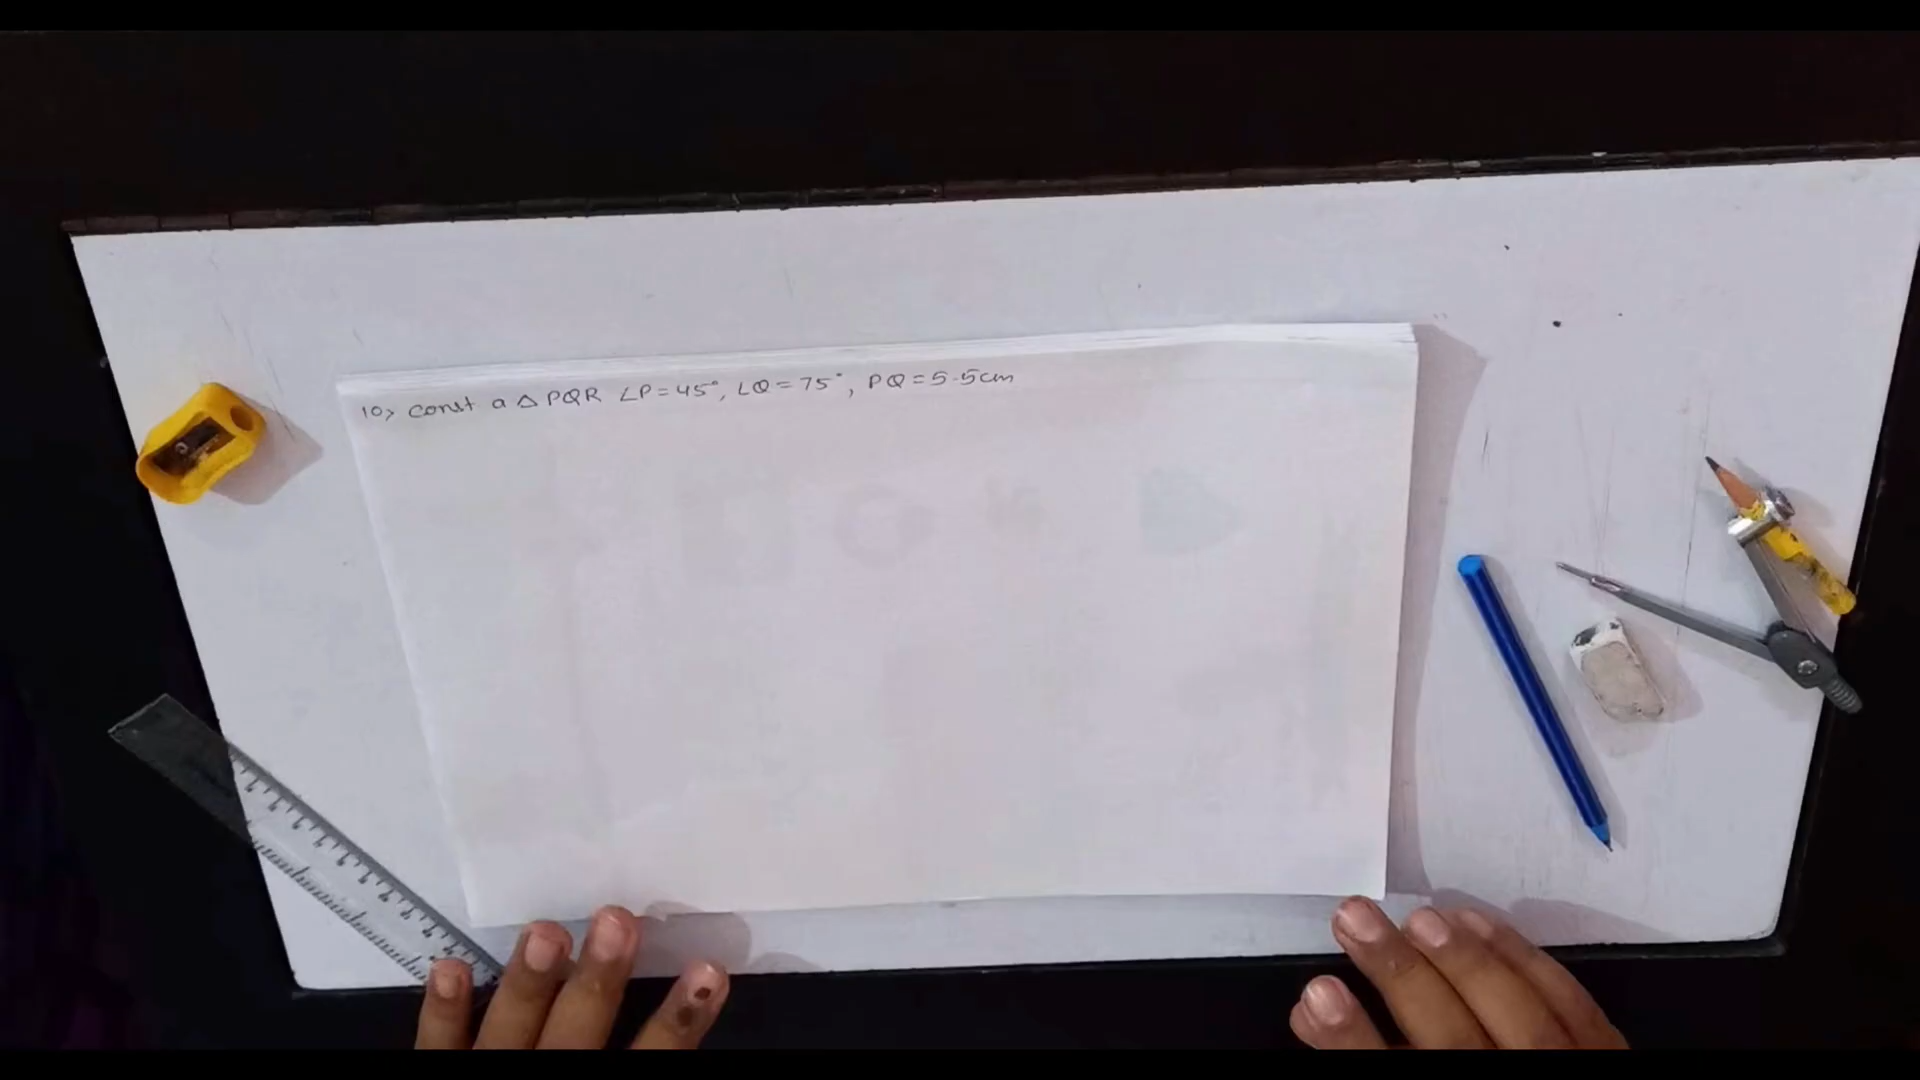 10> Const a △ PQR ∠P=45°, ∠Q=75°, PQ=5.5cm